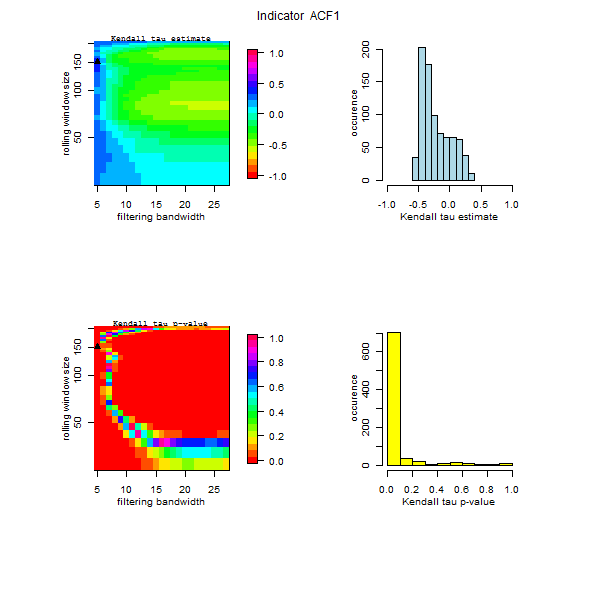 Indicator ACF1
Kendall tau estimate
rolling window size
150
100
50
5 10 15 20 25
filtering bandwidth
1.0
0.5
0.0
-0.5
-1.0
occurence
200
150
100
50
0
-1.0 -0.5 0.0 0.5 1.0
Kendall tau estimate
Kendall tau p-value
rolling window size
150
100
50
5 10 15 20 25
filtering bandwidth
1.0
0.8
0.6
0.4
0.2
0.0
occurence
600
400
200
0
0.0 0.2 0.4 0.6 0.8 1.0
Kendall tau p-value